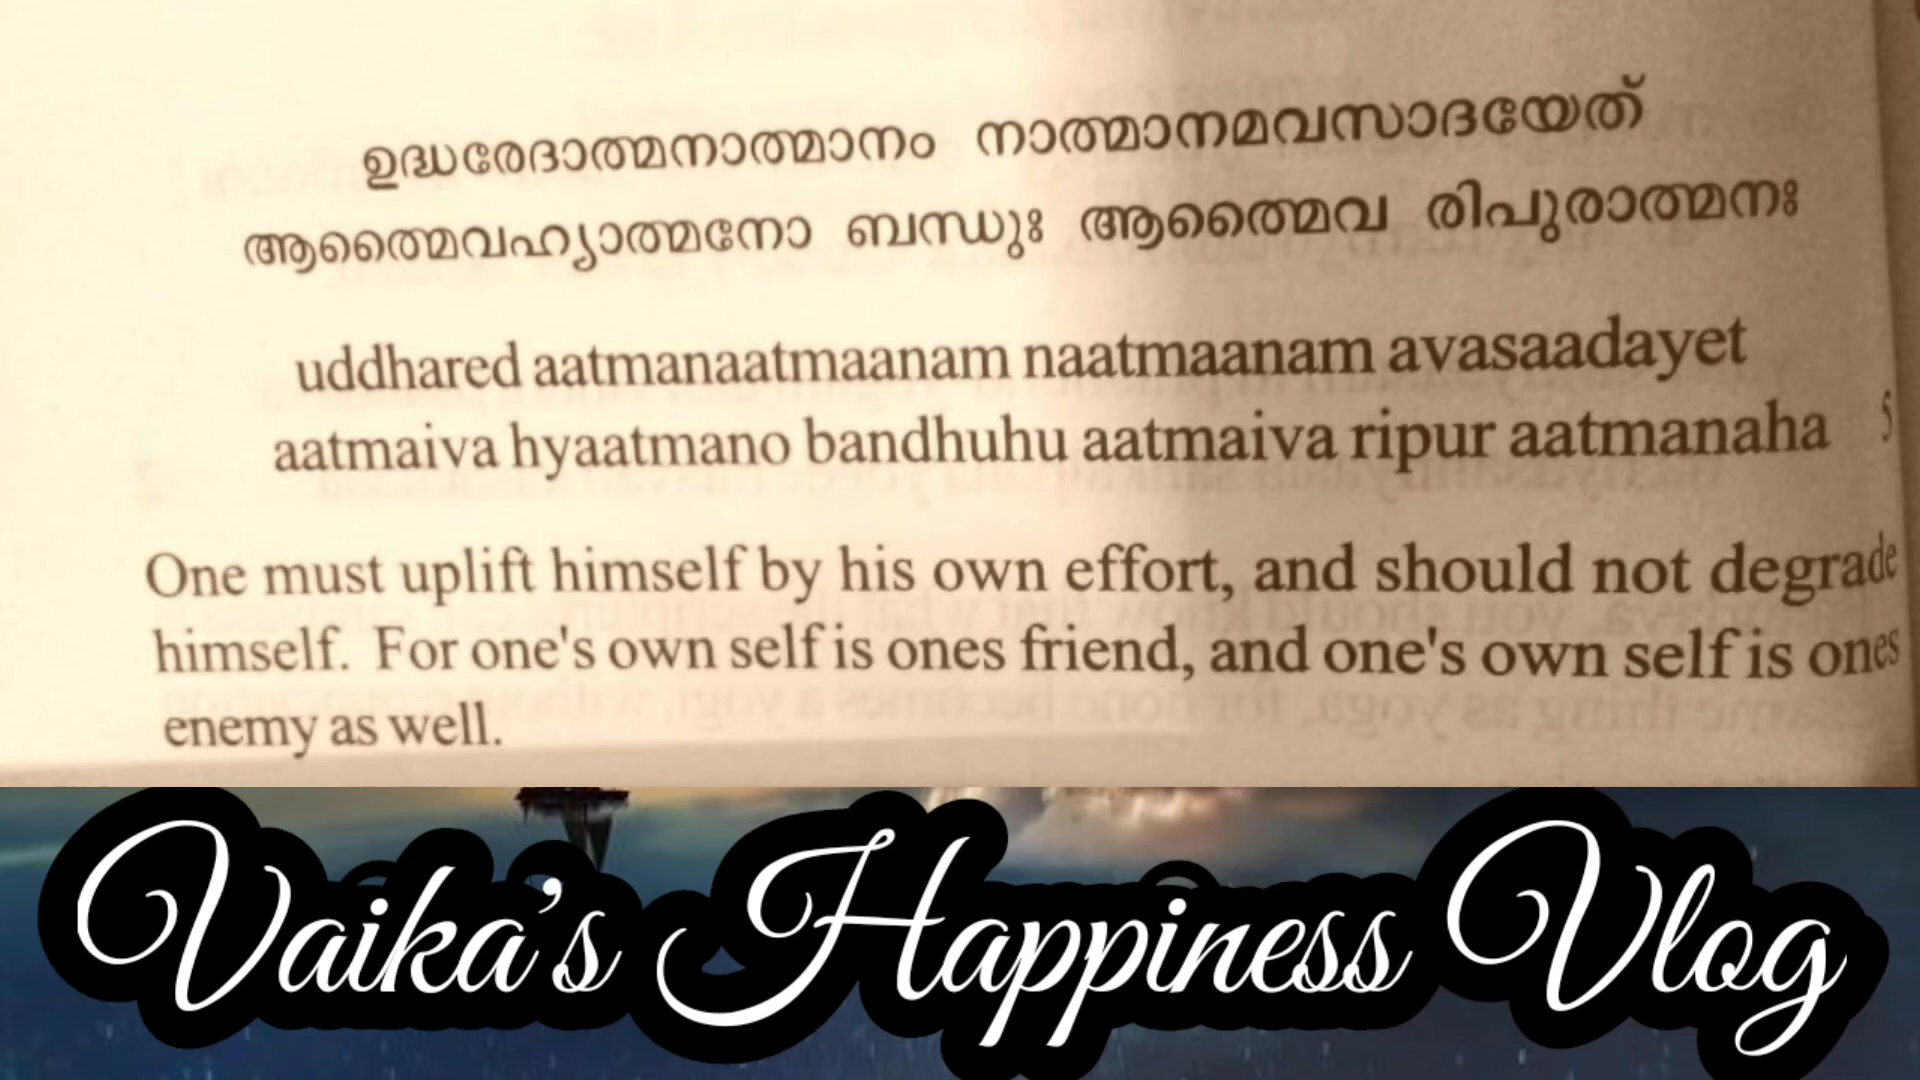 ഉദ്ധരേദാത്മനാത്മാനം നാത്മാനമവസാദയേത്
ആത്മൈവഹ്യാത്മനോ ബന്ധുഃ ആത്മൈവ രിപുരാത്മനഃ
uddhared aatmanaatmaanam naatmaanam avasaadayet
aatmaiva hyaatmano bandhuhu aatmaiva ripur aatmanaha 5
One must uplift himself by his own effort, and should not degrade
himself. For one's own self is ones friend, and one's own self is ones
enemy as well.
Vaika's Happiness Vlog